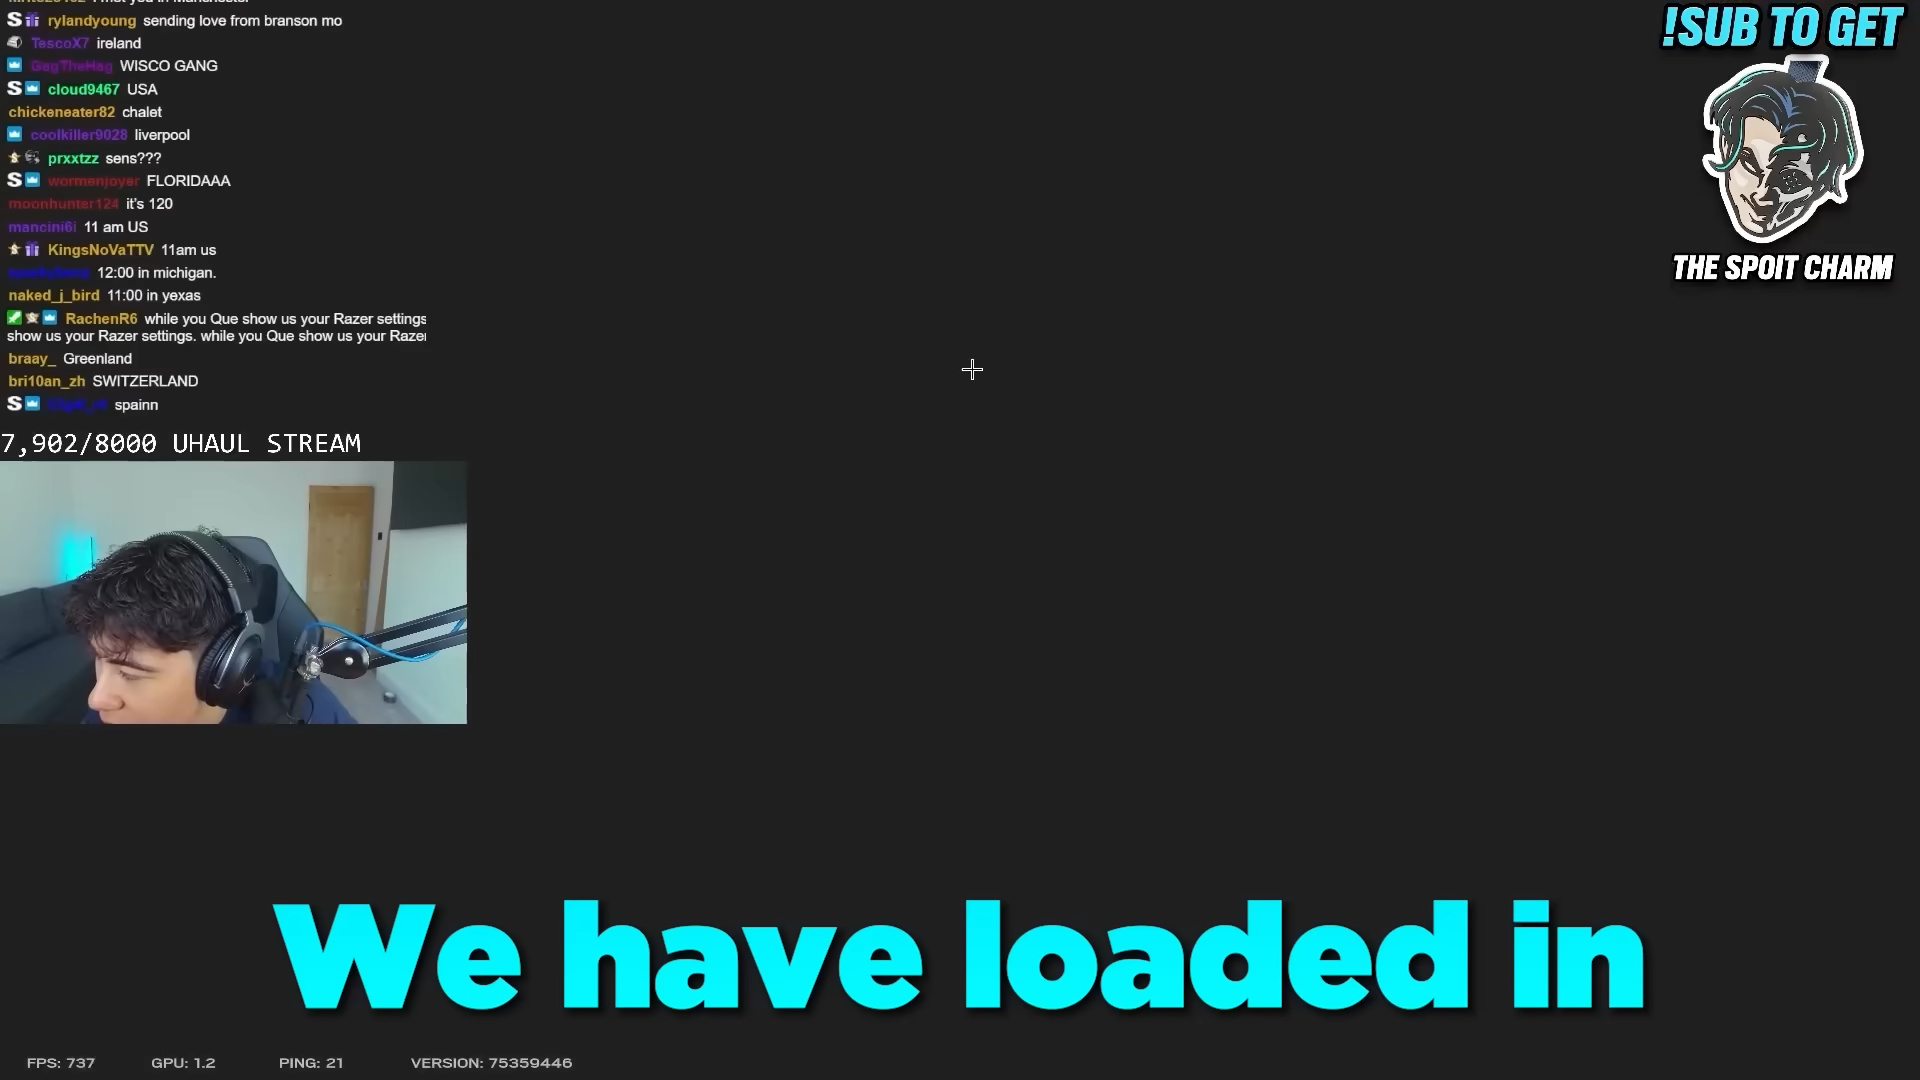 rylandyoung sending love from branson mo
TescoX7 ireland
GagTheHag WISCO GANG
cloud9467 USA
chickeneater82 chalet
coolkiller9028 liverpool
prxxtzz sens???
wormenjoyer FLORIDAAA
moonhunter124 it's 120
mancini6i 11 am US
KingsNoVaTTV 11am us
12:00 in michigan.
naked_j_bird 11:00 in yexas
RachenR6 while you Que show us your Razer settings
show us your Razer settings. while you Que show us your Razer
braay_ Greenland
bri10an_zh SWITZERLAND
spainn
7,902/8000 UHAUL STREAM
!SUB TO GET
THE SPOIT CHARM
We have loaded in
FPS: 737 GPU: 1.2 PING: 21 VERSION: 75359446